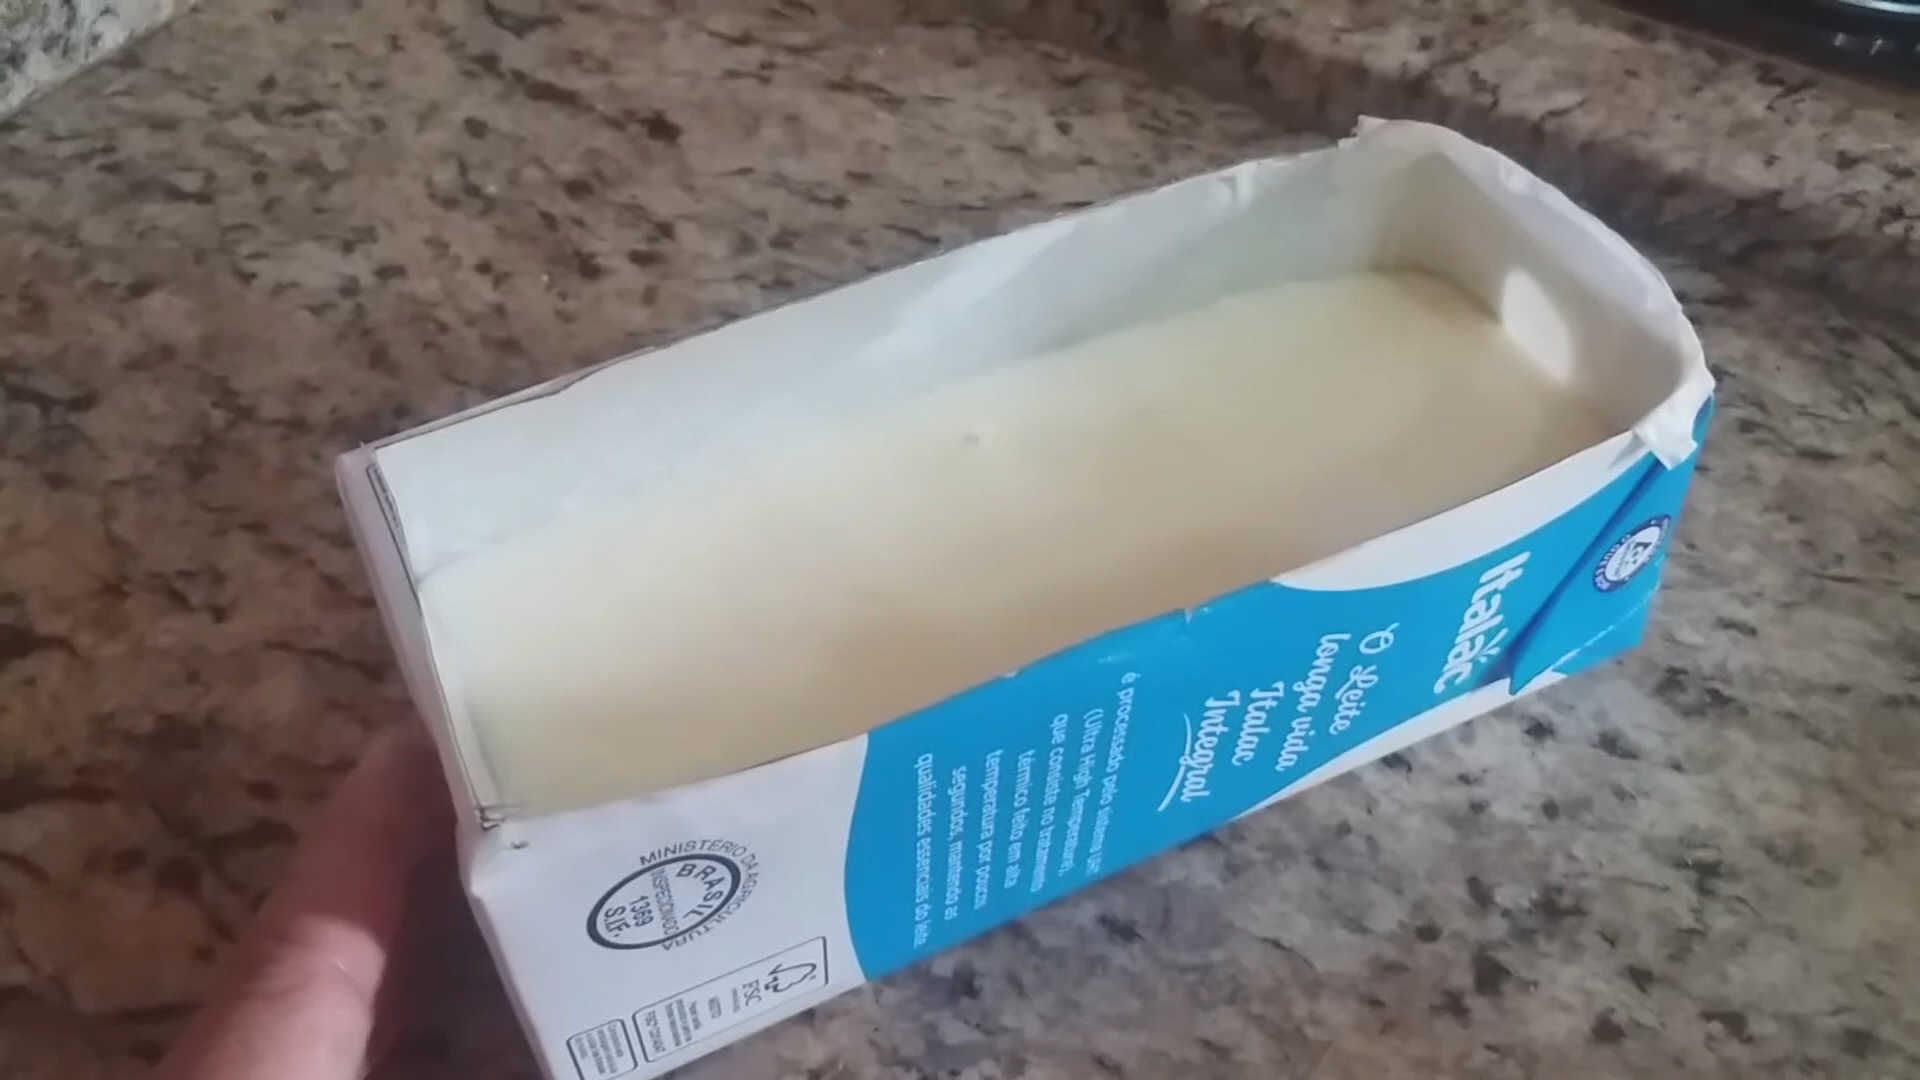 Italac
O Leite
longa vida
Italac
Integral
é processado pelo sistema UHT
(Ultra High Temperature),
que consiste no tratamento
térmico feito em alta
temperatura por poucos
segundos, mantendo as
qualidades essenciais do leite.
MINISTÉRIO DA AGRICULTURA
BRASIL
INSPECIONADO
1369
S.I.F.
FSC
MISTO